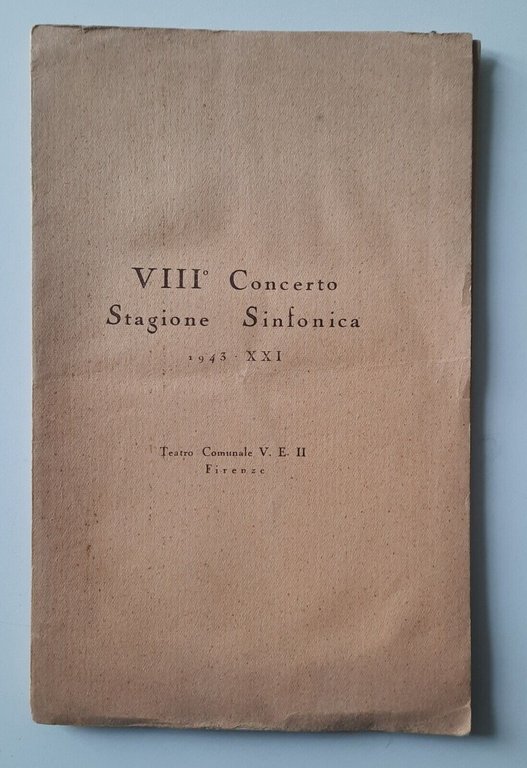 VIII° Concerto
Stagione Sinfonica
1943 - XXI
Teatro Comunale V. E. II
Firenze